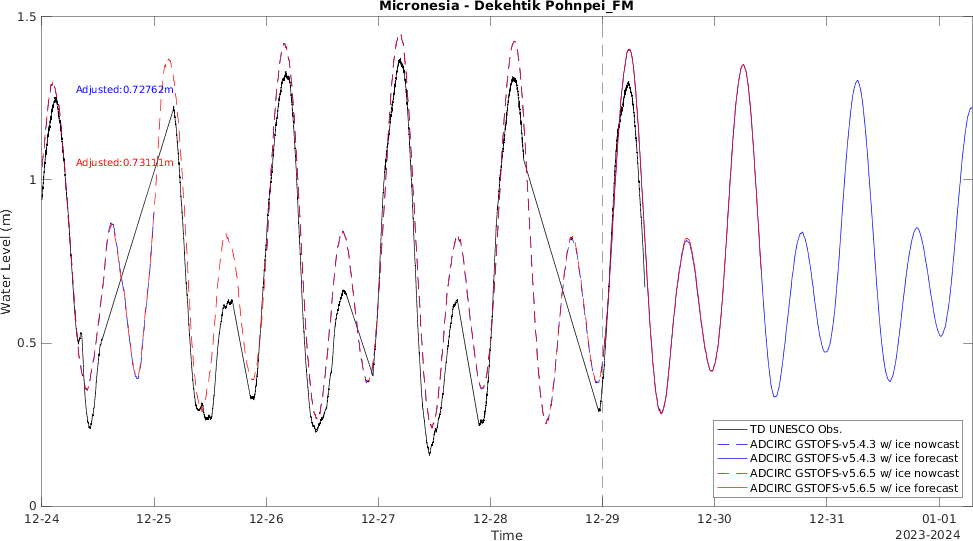 Micronesia - Dekehtik Pohnpei_FM
1.5
Adjusted:0.72762m
Adjusted:0.73111m
1
Water Level (m)
0.5
TD UNESCO Obs.
ADCIRC GSTOFS-v5.4.3 w/ ice nowcast
ADCIRC GSTOFS-v5.4.3 w/ ice forecast
ADCIRC GSTOFS-v5.6.5 w/ ice nowcast
ADCIRC GSTOFS-v5.6.5 w/ ice forecast
0
12-24 12-25 12-26 12-27 12-28 12-29 12-30 12-31 01-01
Time
2023-2024